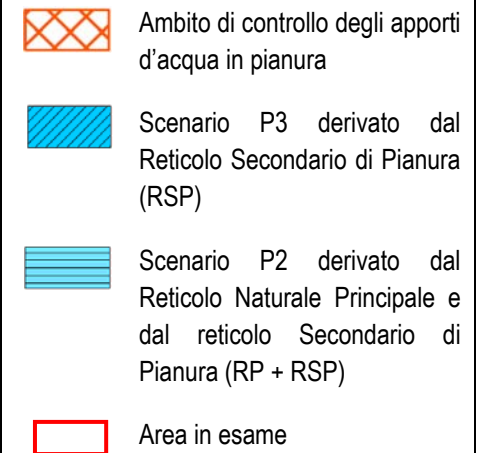 Ambito di controllo degli apporti
d'acqua in pianura
Scenario P3 derivato dal
Reticolo Secondario di Pianura
(RSP)
Scenario P2 derivato dal
Reticolo Naturale Principale e
dal reticolo Secondario di
Pianura (RP + RSP)
Area in esame